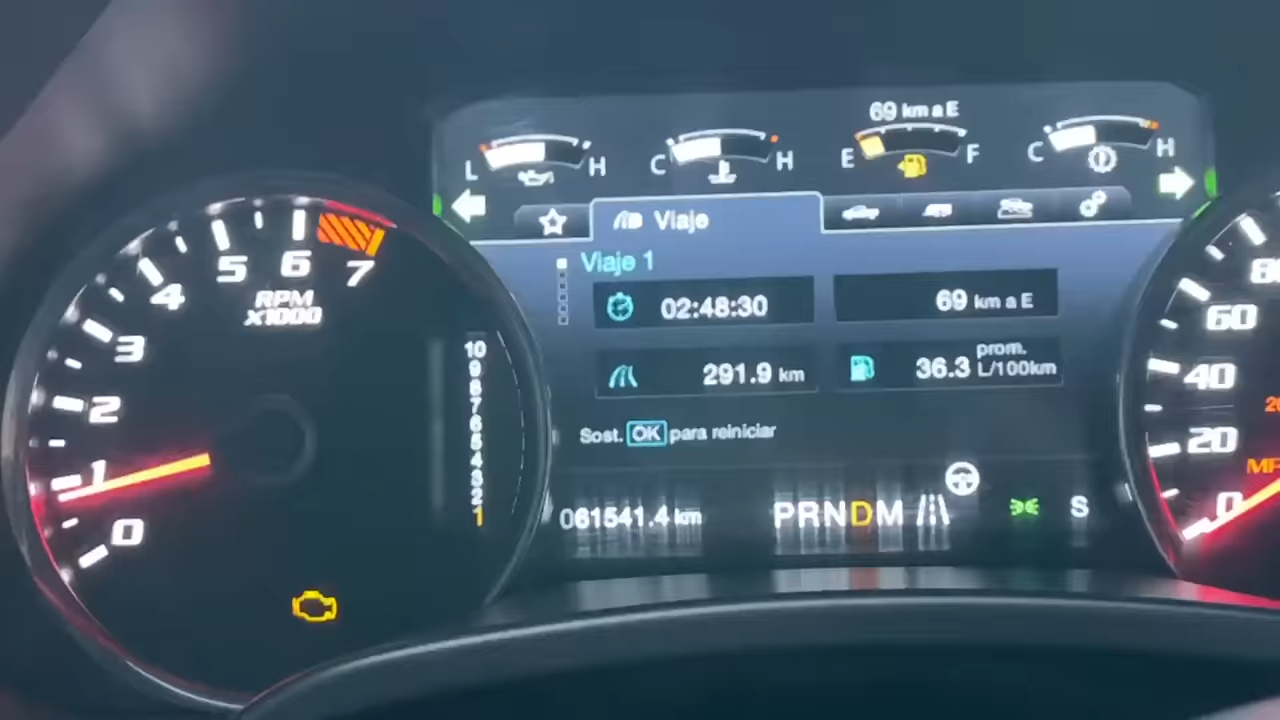 69 km a E
L H
C H
E F
C H
Viaje
Viaje 1
02:48:30
69 km a E
291.9 km
36.3 prom. L/100km
Sost. OK para reiniciar
061541.4 km
PRNDM
S
0
1
2
3
4
5
6
7
RPM
X1000
10
9
8
7
6
5
4
3
2
1
0
20
40
60